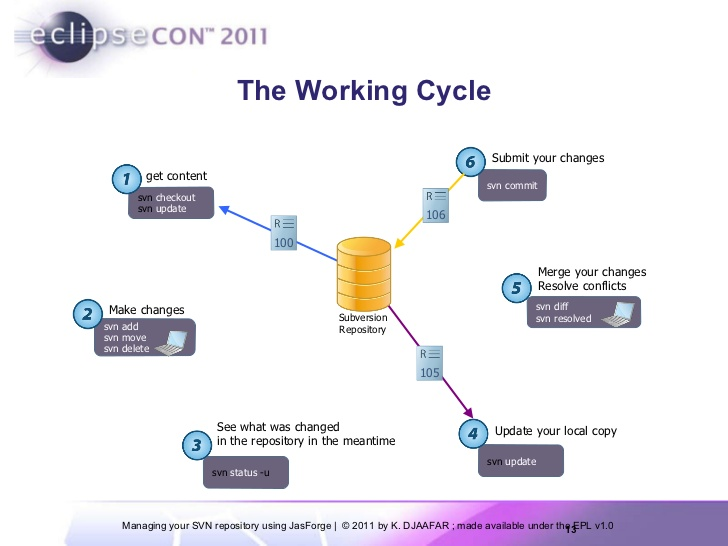 eclipseCON™ 2011
The Working Cycle
1 get content
svn checkout
svn update
R
100
6 Submit your changes
svn commit
R
106
Subversion
Repository
5 Merge your changes
Resolve conflicts
svn diff
svn resolved
2 Make changes
svn add
svn move
svn delete
R
105
3 See what was changed
in the repository in the meantime
svn status -u
4 Update your local copy
svn update
Managing your SVN repository using JasForge | © 2011 by K. DJAAFAR ; made available under the EPL v1.0
13